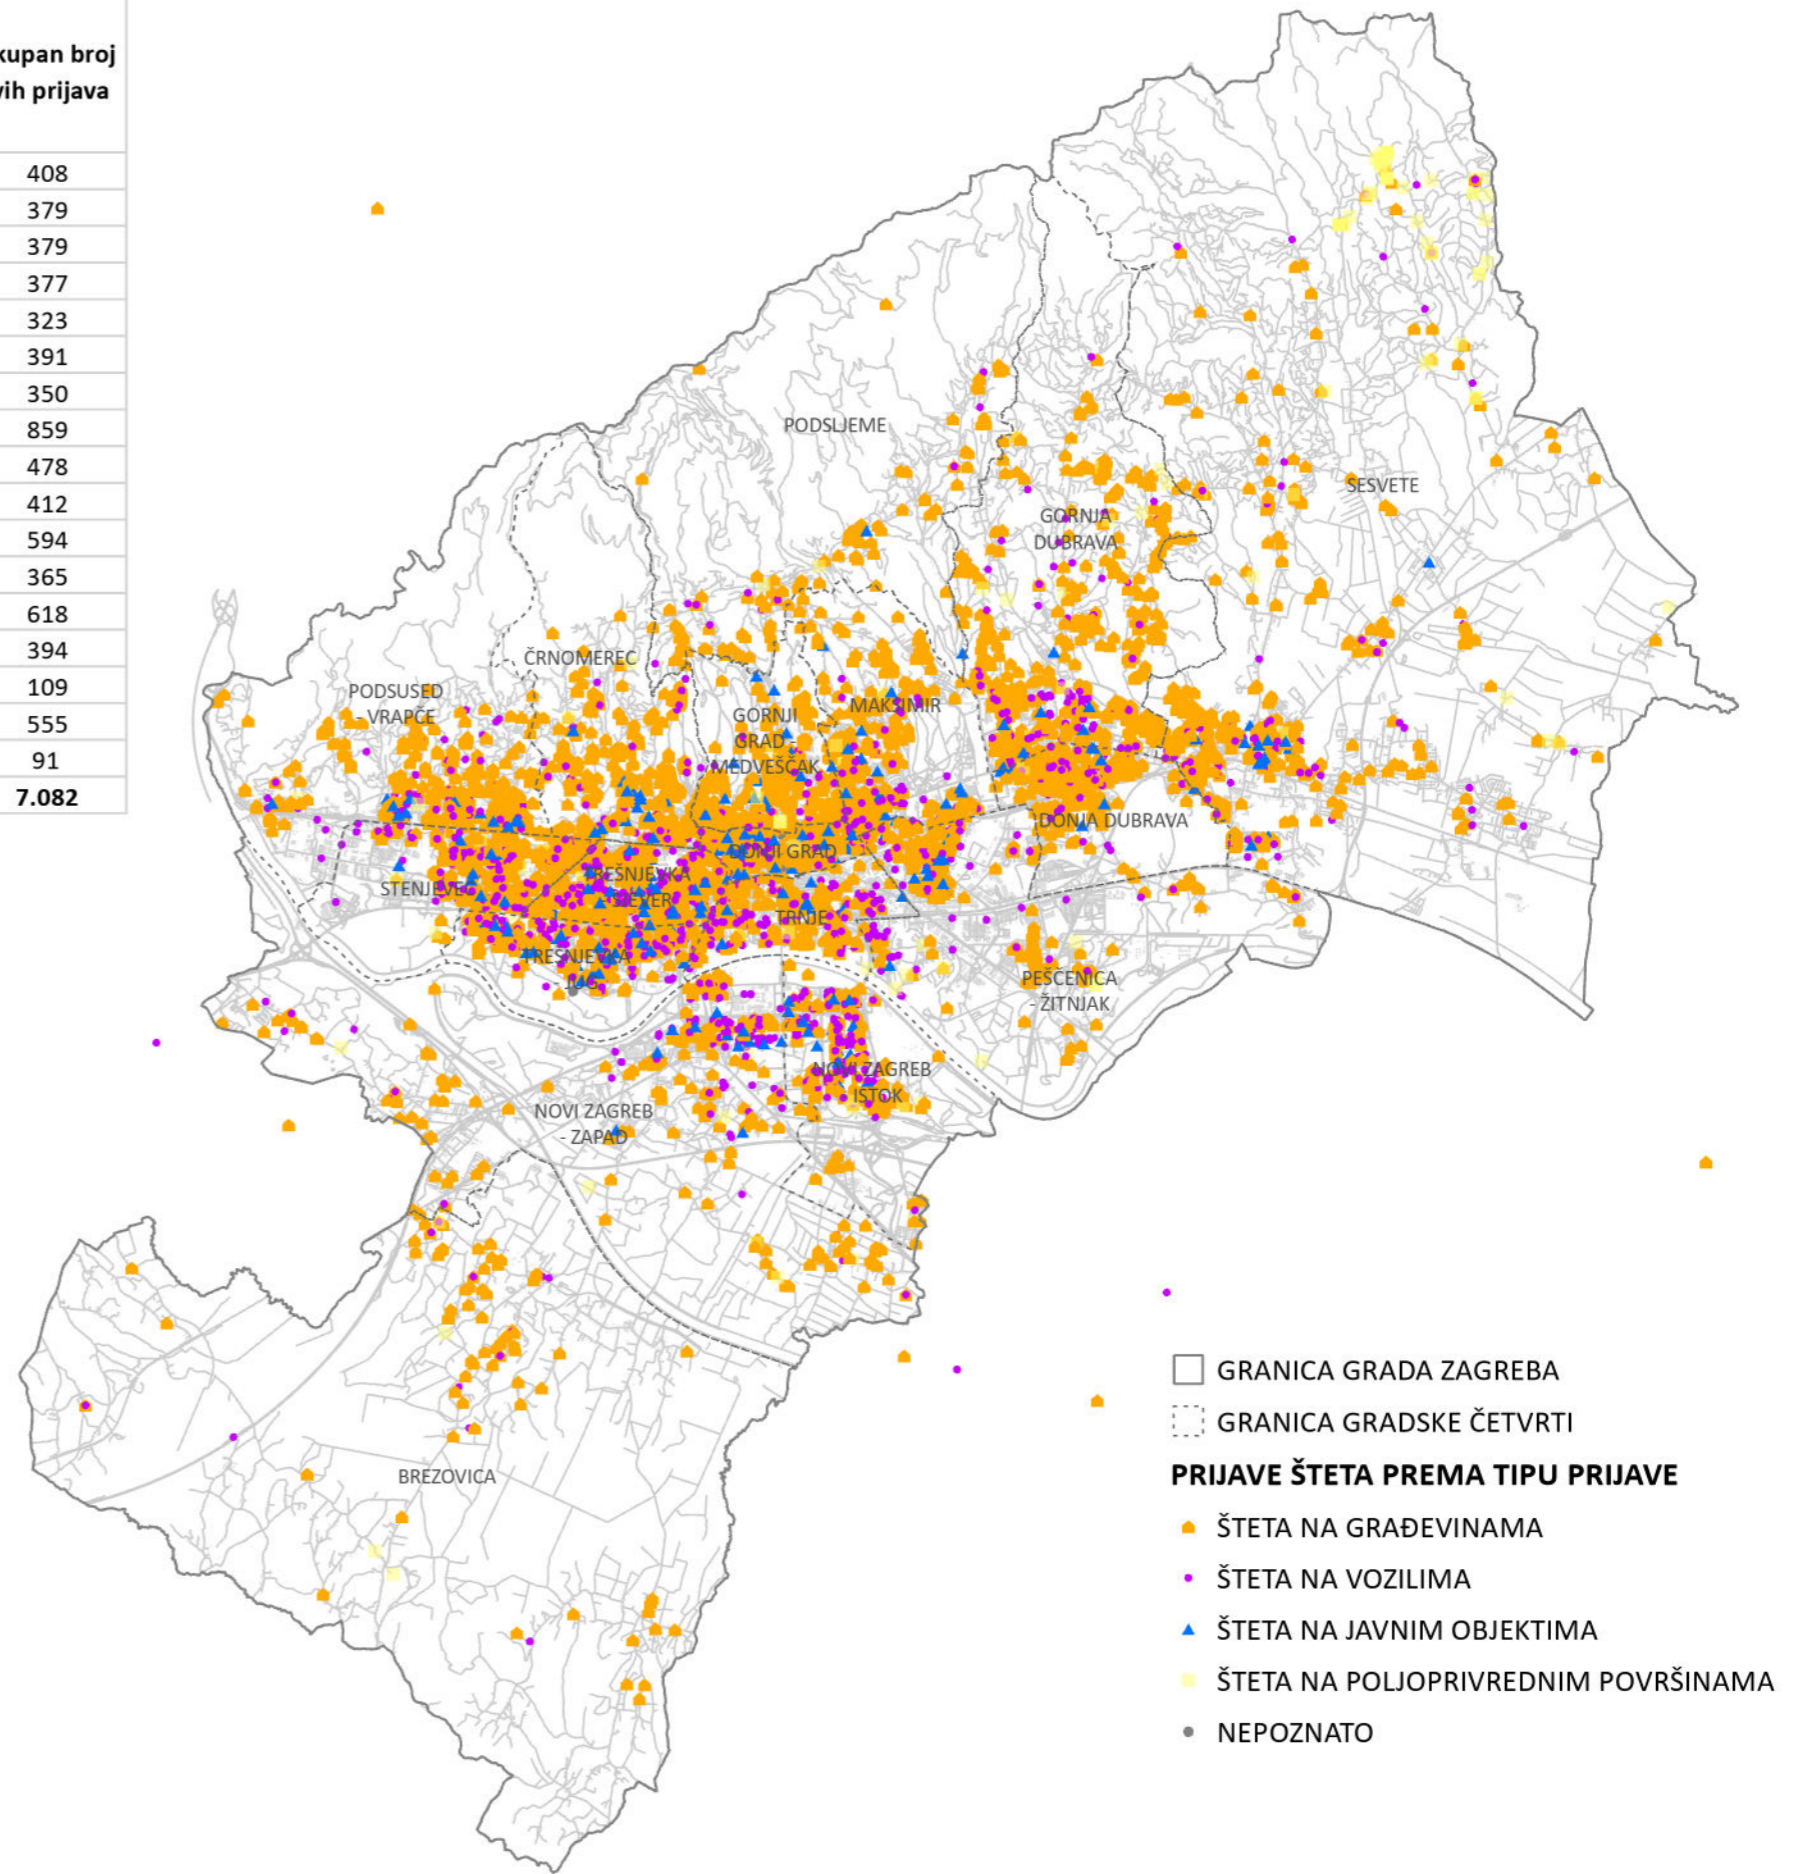 kupan broj
vih prijava
408
379
379
377
323
391
350
859
478
412
594
365
618
394
109
555
91
7.082
PODSLJEME
SESVETE
GORNJA
DUBRAVA
ČRNOMEREC
PODSUSED
- VRAPČE
MAKSIMIR
GORNJI
GRAD -
MEDVEŠČAK
DONJA DUBRAVA
DONJI GRAD
STENJEVEC
TREŠNJEVKA
- SJEVER
TRNJE
TREŠNJEVKA
- JUG
PEŠČENICA
- ŽITNJAK
NOVI ZAGREB
ISTOK
NOVI ZAGREB
- ZAPAD
BREZOVICA
GRANICA GRADA ZAGREBA
GRANICA GRADSKE ČETVRTI
PRIJAVE ŠTETA PREMA TIPU PRIJAVE
ŠTETA NA GRAĐEVINAMA
ŠTETA NA VOZILIMA
ŠTETA NA JAVNIM OBJEKTIMA
ŠTETA NA POLJOPRIVREDNIM POVRŠINAMA
NEPOZNATO